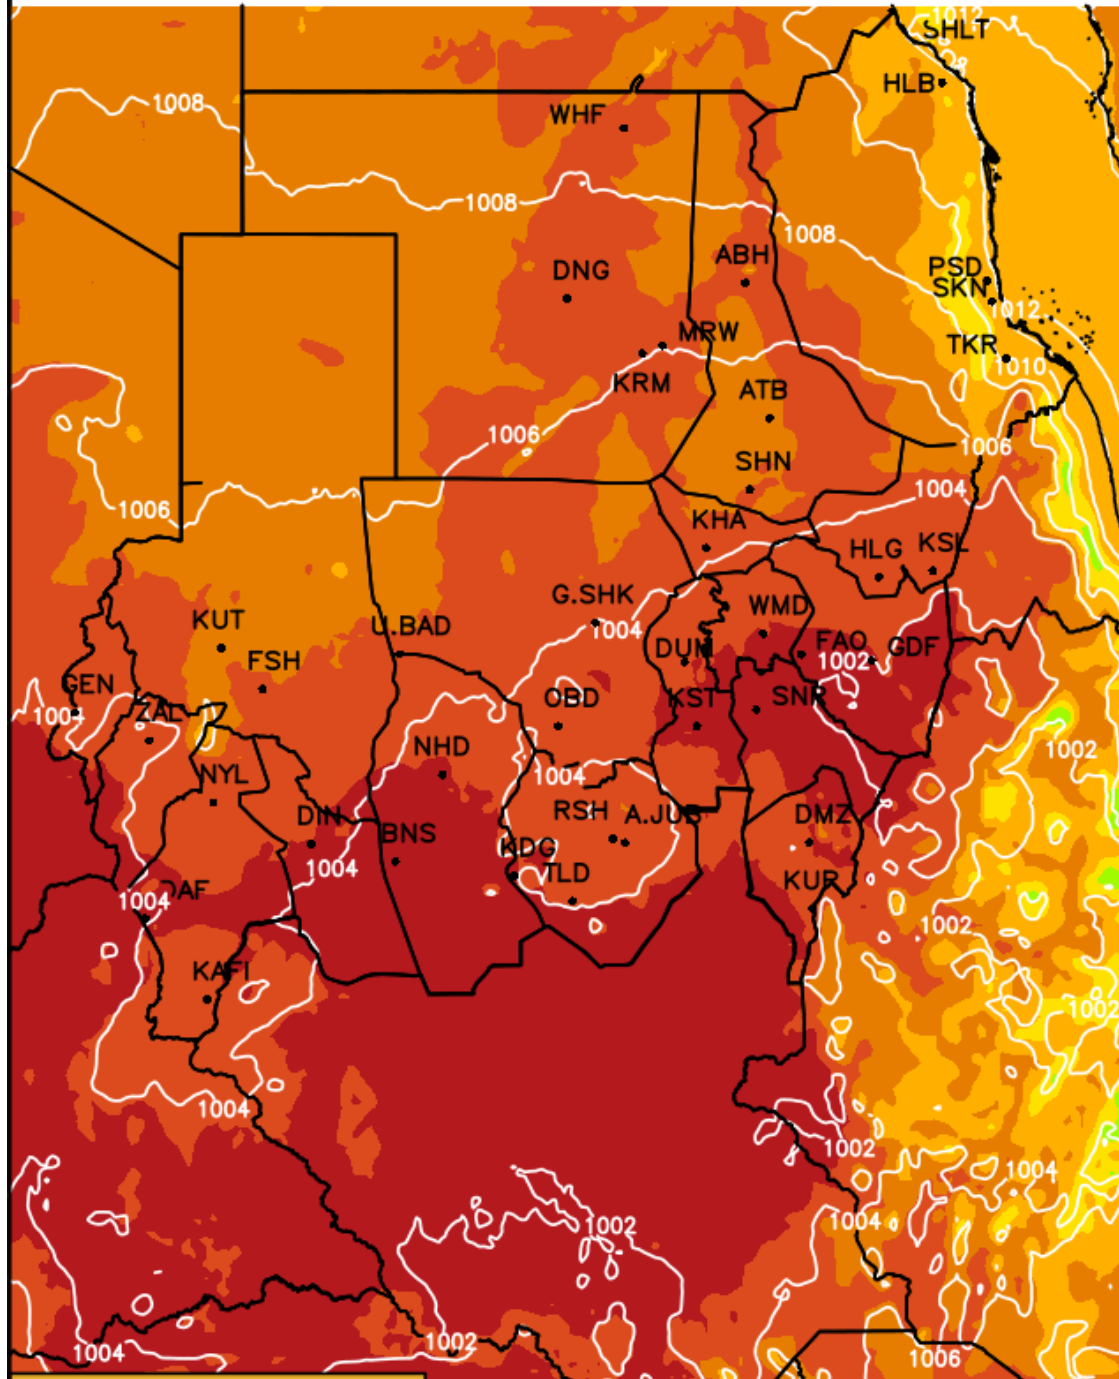 1012
SHLT
8
HLB
1008
WHF
1008
1008
ABH
DNG
PSD
SKN
1012
MRW
TKR
1010
KRM
ATB
1006
1006
SHN
1004
1006
KHA
HLG
KSL
G.SHK
WMD
KUT
1004
U.BAD
DUM
FAO
GDF
1002
FSH
GEN
OBD
KST
SNR
1004
ZAL
NHD
1002
1004
NYL
RSH
A.JUB
DMZ
DIN
BNS
KDG
1004
TLD
KUR
DAF
1004
1002
KAFI
1002
1004
1002
8
1004
1002
1004
1002
1004
1006